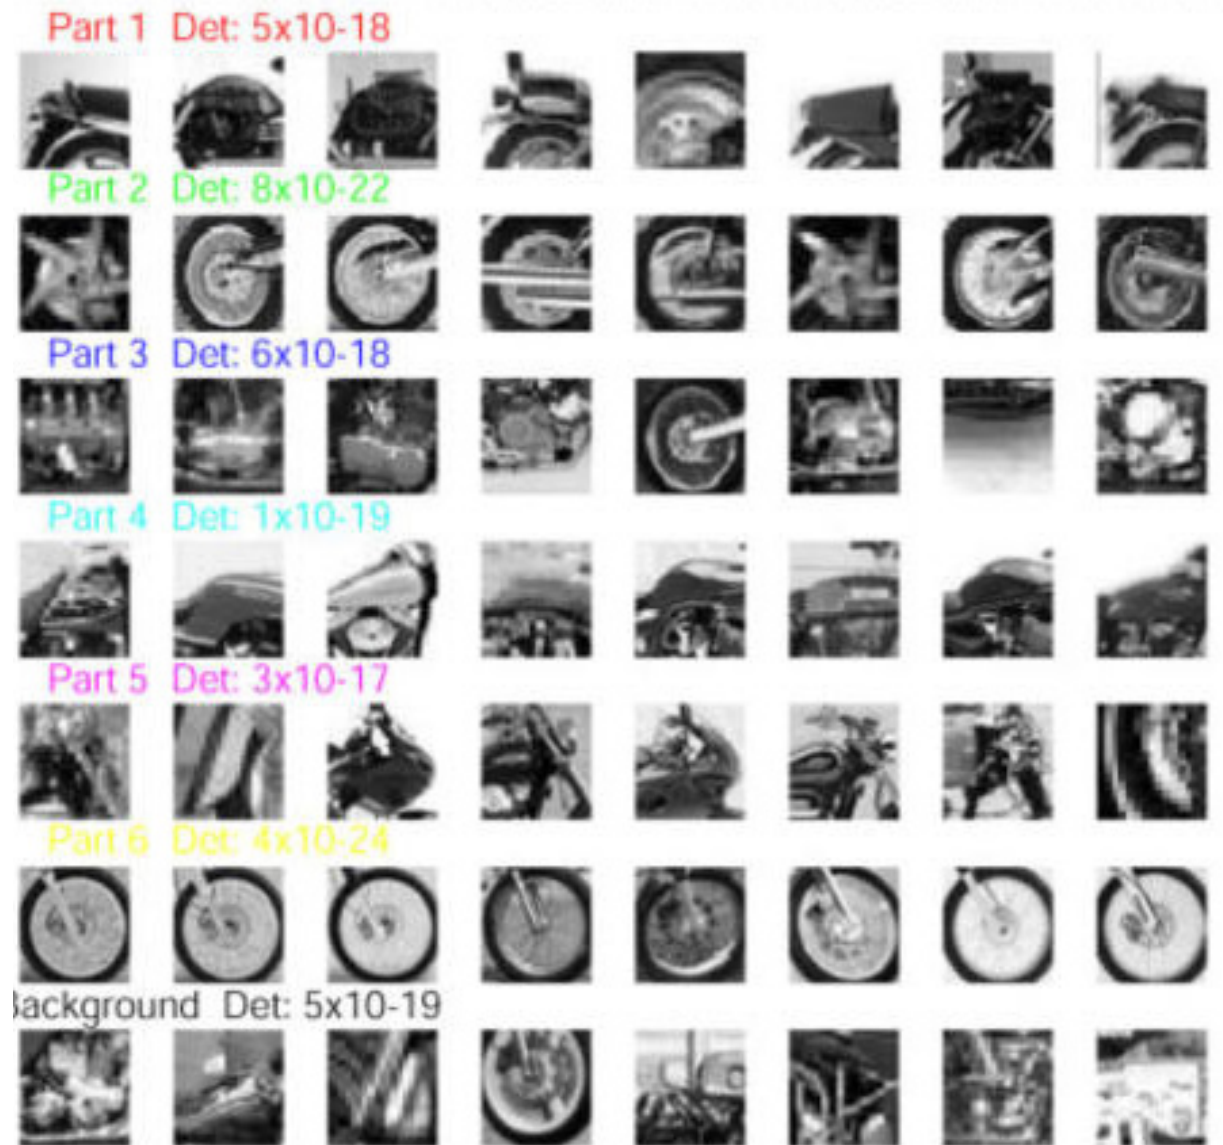 Part 1 Det: 5x10-18
Part 2 Det: 8x10-22
Part 3 Det: 6x10-18
Part 4 Det: 1x10-19
Part 5 Det: 3x10-17
Part 6 Det: 4x10-24
Background Det: 5x10-19